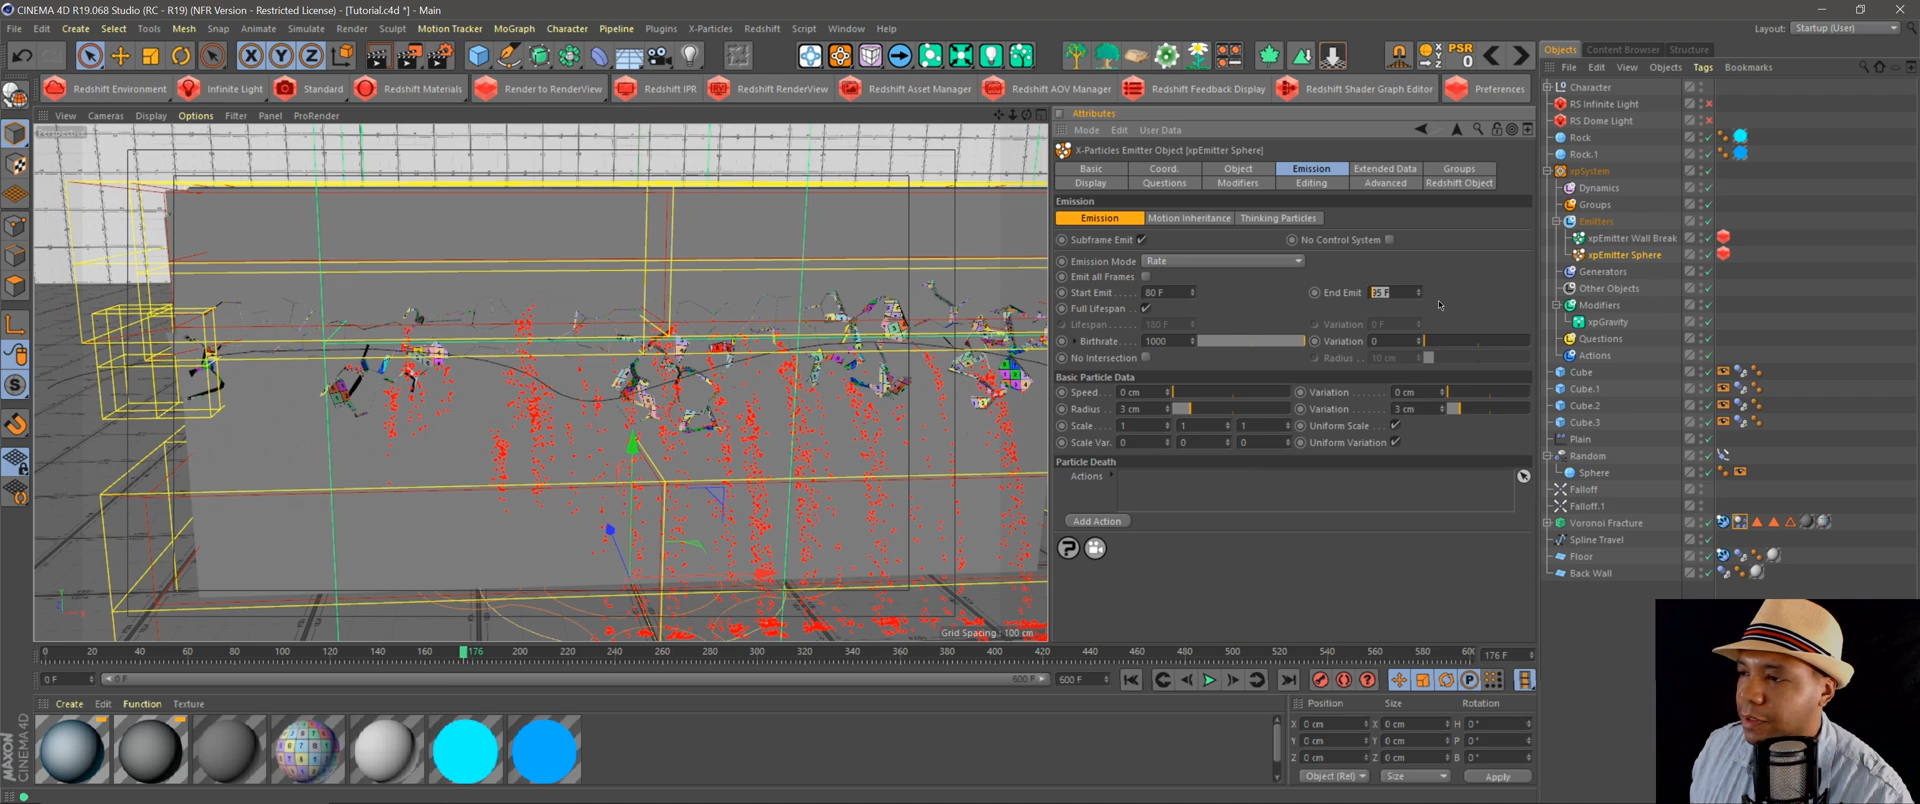 CINEMA 4D R19.068 Studio (RC - R19) (NFR Version - Restricted License) - [Tutorial.c4d *] - Main
File Edit Create Select Tools Mesh Snap Animate Simulate Render Sculpt Motion Tracker MoGraph Character Pipeline Plugins X-Particles Redshift Script Window Help
Layout: Startup (User)
X Y Z
PSR
0
Redshift Environment Infinite Light Standard Redshift Materials Render to RenderView Redshift IPR Redshift RenderView Redshift Asset Manager Redshift AOV Manager Redshift Feedback Display Redshift Shader Graph Editor Preferences
View Cameras Display Options Filter Panel ProRender
Perspective
Grid Spacing : 100 cm
Attributes
Mode Edit User Data
X-Particles Emitter Object [xpEmitter Sphere]
Basic Coord. Object Emission Extended Data Groups
Display Questions Modifiers Editing Advanced Redshift Object
Emission
Emission Motion Inheritance Thinking Particles
Subframe Emit No Control System
Emission Mode Rate
Emit all Frames
Start Emit 80 F End Emit
Full Lifespan
Lifespan 180 F Variation 0 F
Birthrate 1000 Variation 0
No Intersection Radius 10 cm
Basic Particle Data
Speed 0 cm Variation 0 cm
Radius 3 cm Variation 3 cm
Scale 1 1 1 Uniform Scale
Scale Var. 0 0 0 Uniform Variation
Particle Death
Actions
Add Action
Objects Content Browser Structure
File Edit View Objects Tags Bookmarks
Character
RS Infinite Light
RS Dome Light
Rock
Rock.1
xpSystem
Dynamics
Groups
Emitters
xpEmitter Wall Break
xpEmitter Sphere
Generators
Other Objects
Modifiers
xpGravity
Questions
Actions
Cube
Cube.1
Cube.2
Cube.3
Plain
Random
Sphere
Falloff
Falloff.1
Voronoi Fracture
Spline Travel
Floor
Back Wall
0 20 40 60 80 100 120 140 160 176 200 220 240 260 280 300 320 340 360 380 400 420 440 460 480 500 520 540 560 580 176 F
0 F 0 F 600 F 600 F
Create Edit Function Texture
MAXON
CINEMA 4D
Position Size Rotation
X 0 cm X 0 cm H 0 °
Y 0 cm Y 0 cm P 0 °
Z 0 cm Z 0 cm B 0 °
Object (Rel) Size Apply